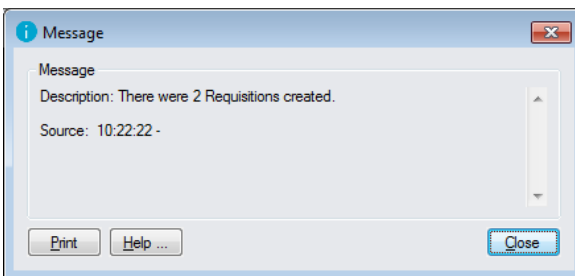 Message
Message
Description: There were 2 Requisitions created.
Source: 10:22:22 -
Print Help ... Close